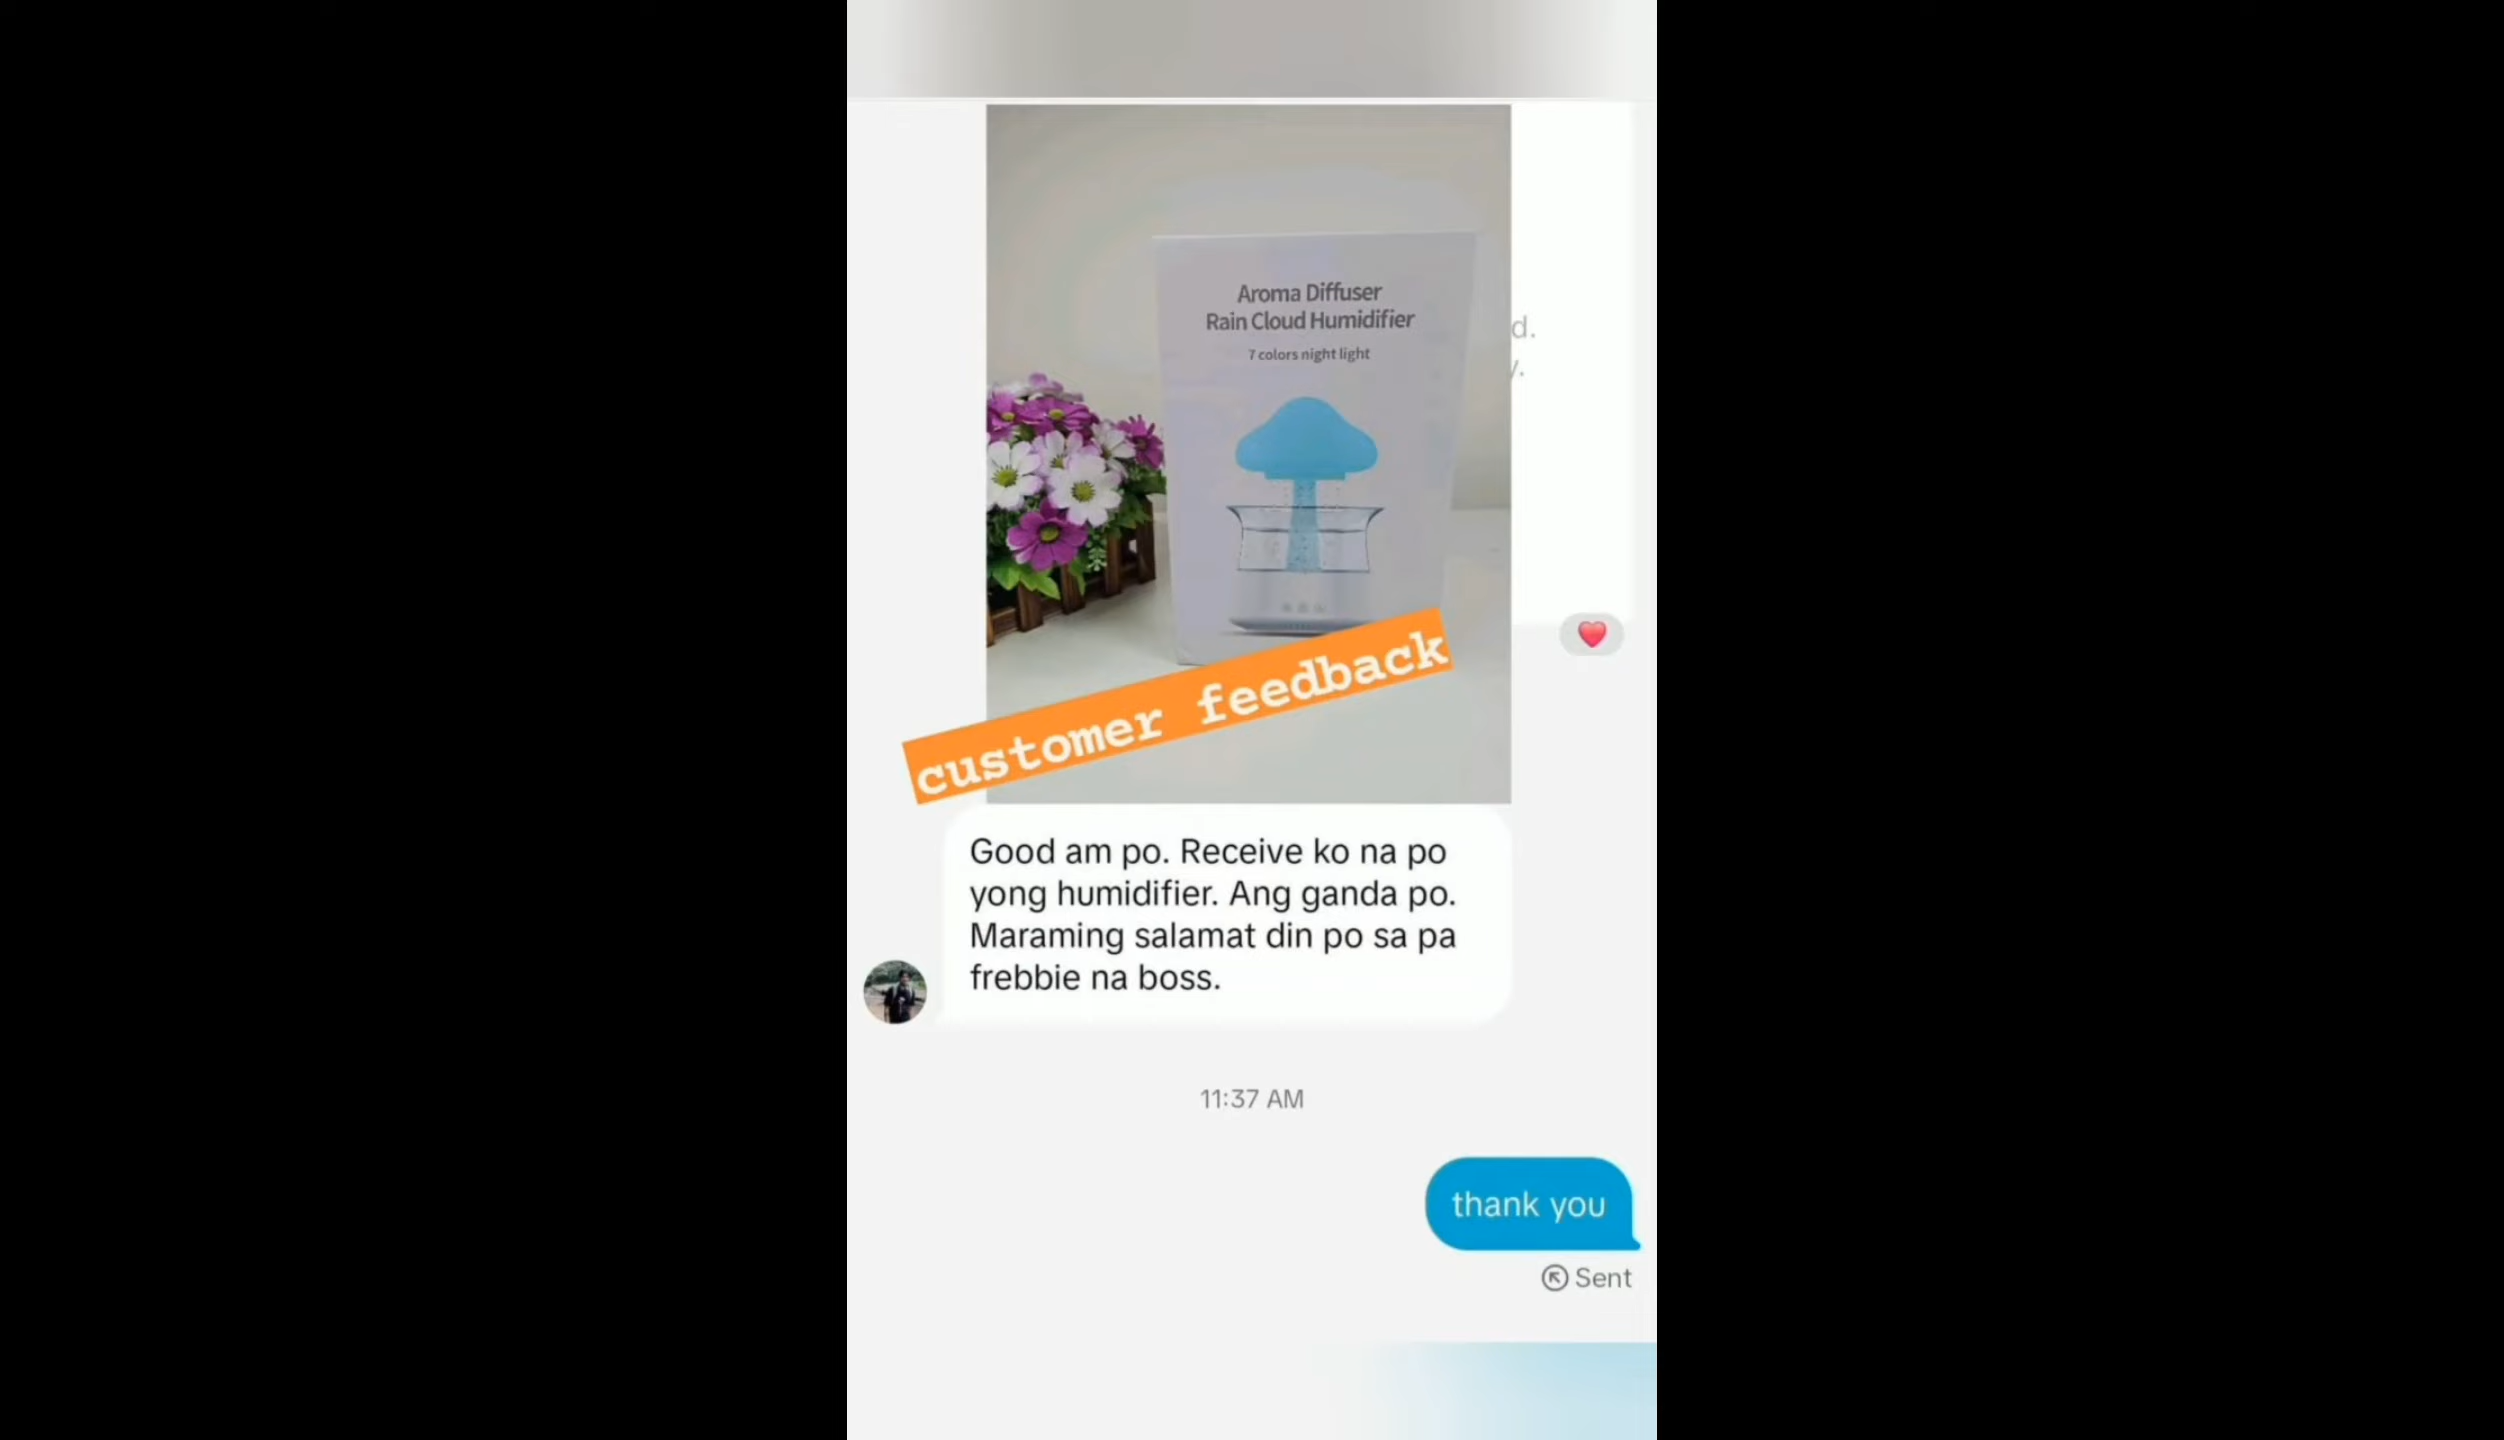 Aroma Diffuser
Rain Cloud Humidifier
7 colors night light
d.
y.
customer feedback
Good am po. Receive ko na po
yong humidifier. Ang ganda po.
Maraming salamat din po sa pa
frebbie na boss.
11:37 AM
thank you
Sent